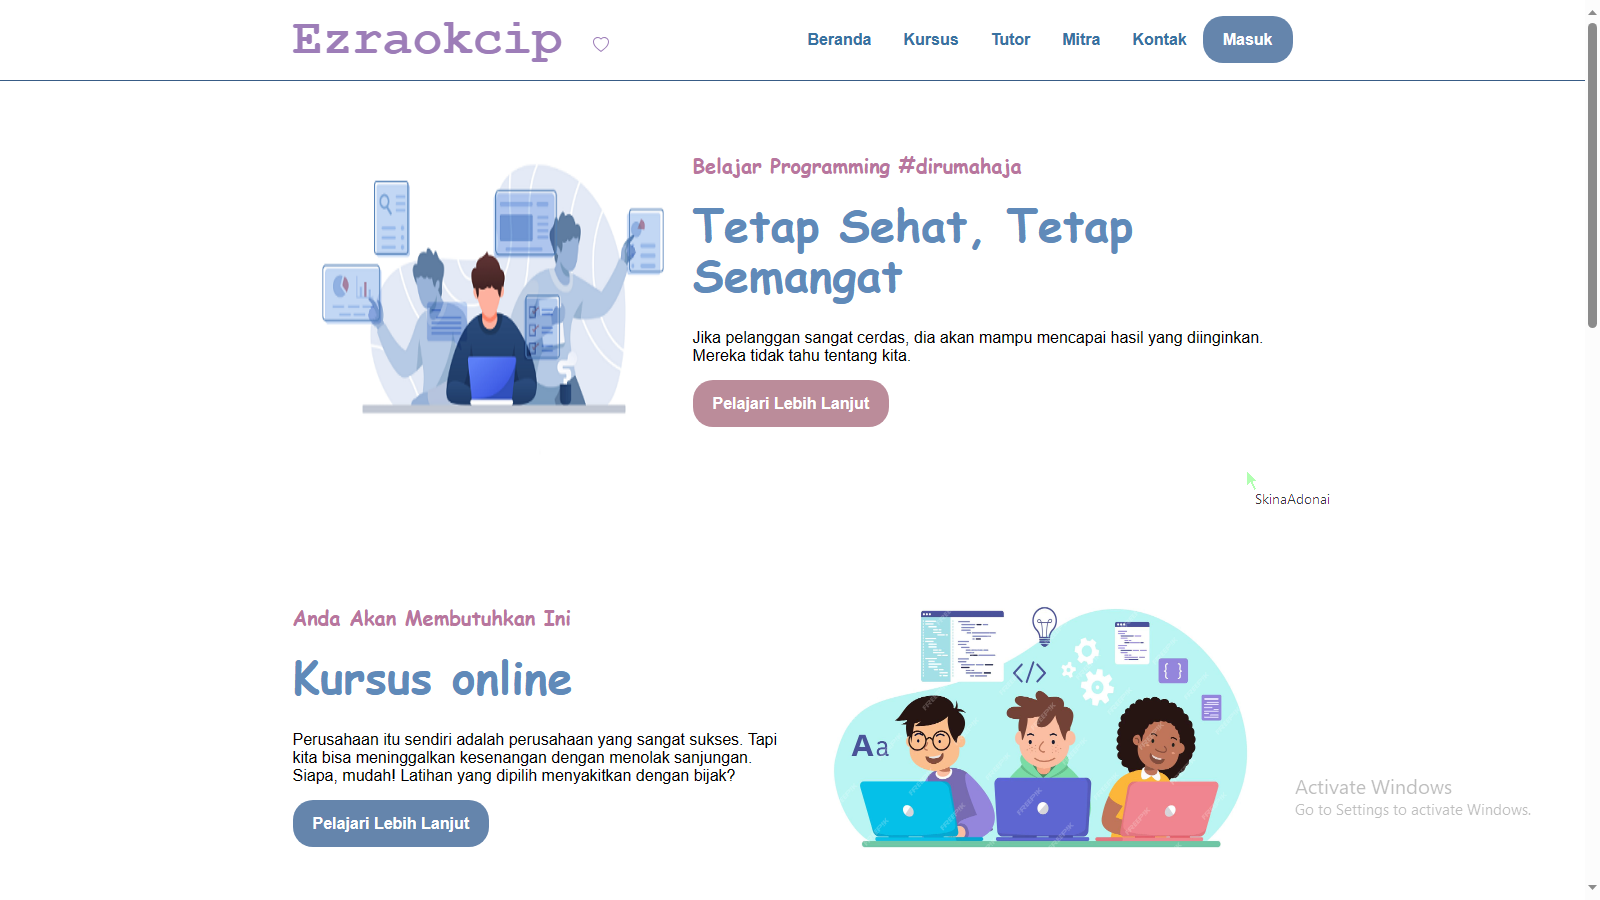 Ezraokcip
Beranda Kursus Tutor Mitra Kontak Masuk
Belajar Programming #dirumahaja
Tetap Sehat, Tetap
Semangat
Jika pelanggan sangat cerdas, dia akan mampu mencapai hasil yang diinginkan.
Mereka tidak tahu tentang kita.
Pelajari Lebih Lanjut
SkinaAdonai
Anda Akan Membutuhkan Ini
Kursus online
Perusahaan itu sendiri adalah perusahaan yang sangat sukses. Tapi
kita bisa meninggalkan kesenangan dengan menolak sanjungan.
Siapa, mudah! Latihan yang dipilih menyakitkan dengan bijak?
Pelajari Lebih Lanjut
</>
{ }
Aa
Activate Windows
Go to Settings to activate Windows.